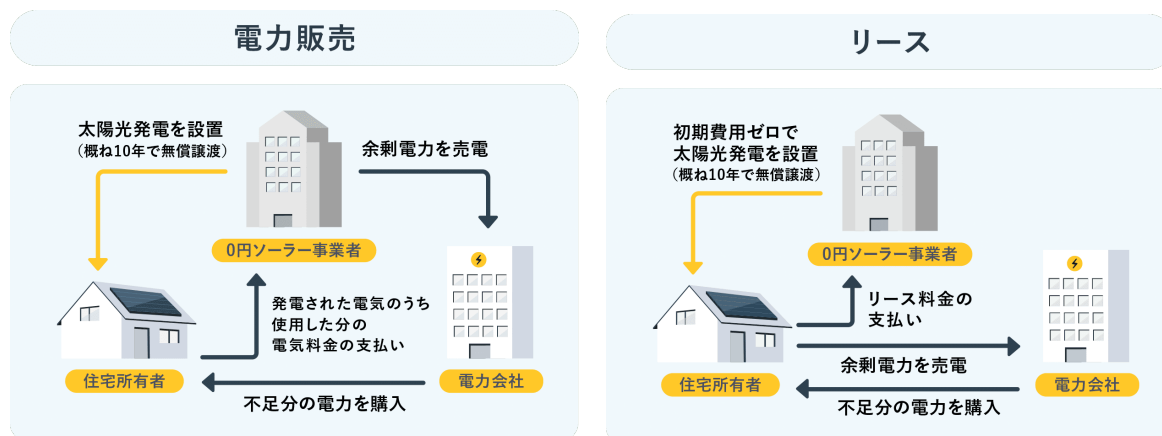 電力販売
太陽光発電を設置
（概ね10年で無償譲渡）
余剰電力を売電
0円ソーラー事業者
発電された電気のうち
使用した分の
電気料金の支払い
住宅所有者
電力会社
不足分の電力を購入
リース
初期費用ゼロで
太陽光発電を設置
（概ね10年で無償譲渡）
0円ソーラー事業者
リース料金の
支払い
余剰電力を売電
住宅所有者
電力会社
不足分の電力を購入